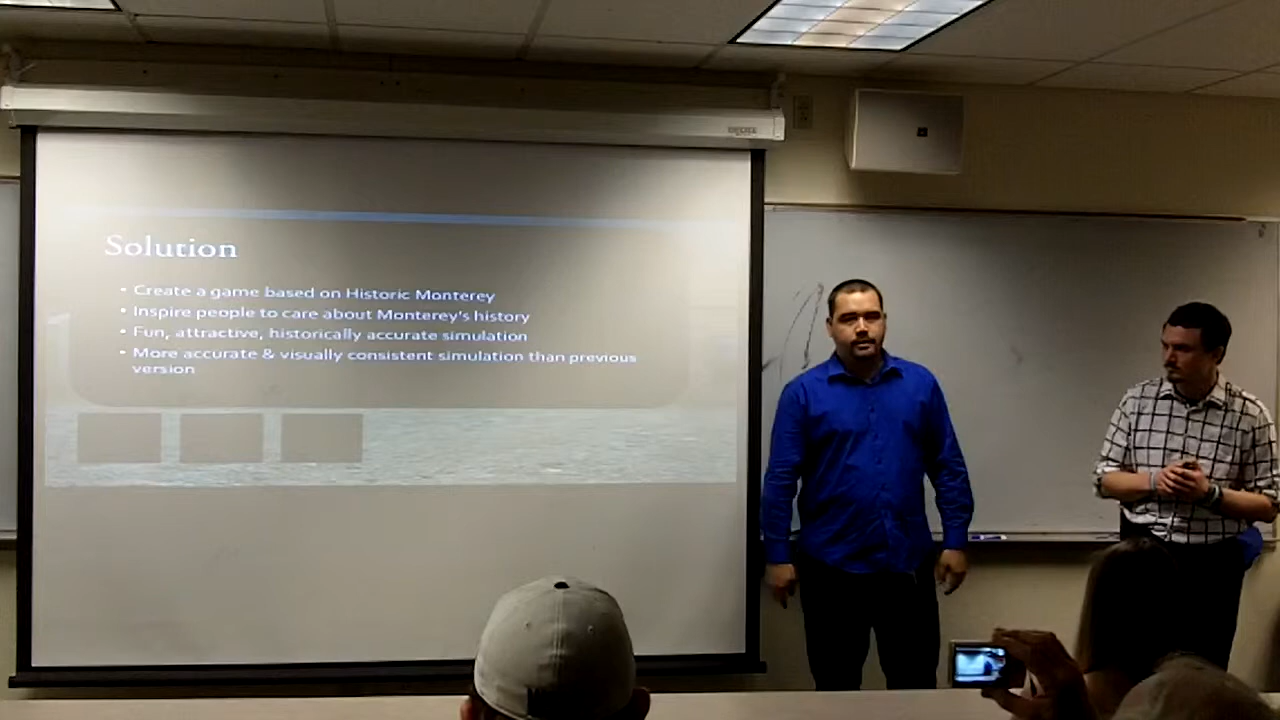 Solution
• Create a game based on Historic Monterey
• Inspire people to care about Monterey's history
• Fun, attractive, historically accurate simulation
• More accurate & visually consistent simulation than previous
version